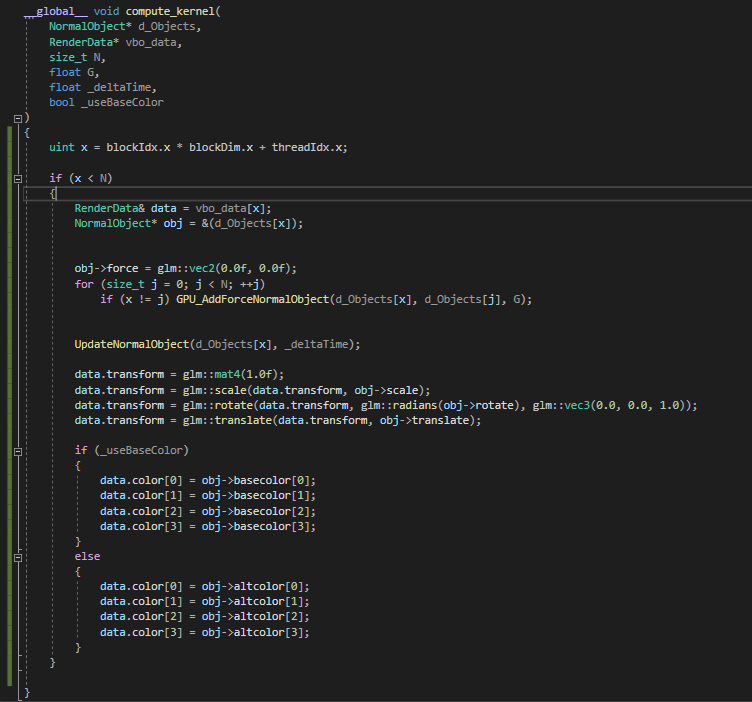 __global__ void compute_kernel(
    NormalObject* d_Objects,
    RenderData* vbo_data,
    size_t N,
    float G,
    float _deltaTime,
    bool _useBaseColor
)
{
    uint x = blockIdx.x * blockDim.x + threadIdx.x;
    if (x < N)
    {
        RenderData& data = vbo_data[x];
        NormalObject* obj = &(d_Objects[x]);
        obj->force = glm::vec2(0.0f, 0.0f);
        for (size_t j = 0; j < N; ++j)
            if (x != j) GPU_AddForceNormalObject(d_Objects[x], d_Objects[j], G);
        UpdateNormalObject(d_Objects[x], _deltaTime);
        data.transform = glm::mat4(1.0f);
        data.transform = glm::scale(data.transform, obj->scale);
        data.transform = glm::rotate(data.transform, glm::radians(obj->rotate), glm::vec3(0.0, 0.0, 1.0));
        data.transform = glm::translate(data.transform, obj->translate);
        if (_useBaseColor)
        {
            data.color[0] = obj->basecolor[0];
            data.color[1] = obj->basecolor[1];
            data.color[2] = obj->basecolor[2];
            data.color[3] = obj->basecolor[3];
        }
        else
        {
            data.color[0] = obj->altcolor[0];
            data.color[1] = obj->altcolor[1];
            data.color[2] = obj->altcolor[2];
            data.color[3] = obj->altcolor[3];
        }
    }
}